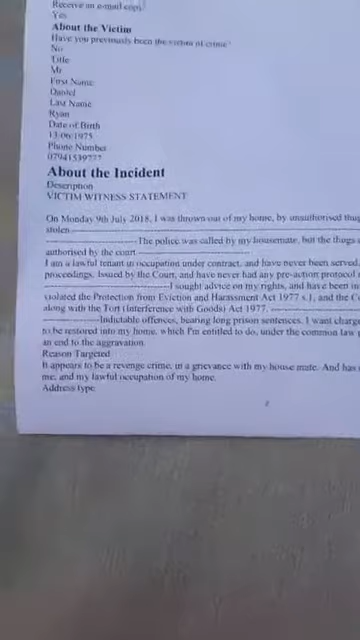 Receive an e-mail copy?
Yes
About the Victim
Have you previously been the victim of crime?
No
Title
Mr
First Name
Daniel
Last Name
Ryan
Date of Birth
13/06/1975
Phone Number
About the Incident
Description
VICTIM WITNESS STATEMENT
On Monday 9th July 2018, I was thrown out of my home, by unauthorised
stolen
The police was called by my housemate, but the things
authorised by the court
I am a lawful tenant in occupation under contract, and have never been served
proceedings. Issued by the Court, and have never had any pre-action protocol
I sought advice on my rights, and have been
violated the Protection from Eviction and Harassment Act 1977 s.1, and the
along with the Tort (Interference with Goods) Act 1977,
Indictable offences, bearing long prison sentences. I want
to be restored into my home, which I'm entitled to do, under the common law
an end to the aggravation.
Reason Targeted
It appears to be a revenge crime, in a grievance with my house mate. And has
me, and my lawful occupation of my home.
Address type